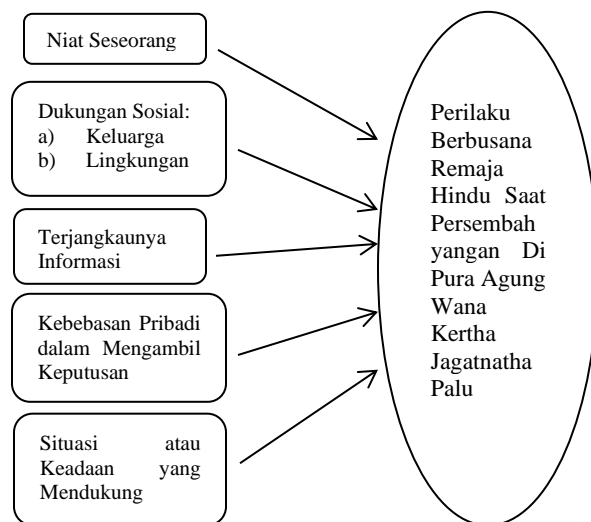 Niat Seseorang
Dukungan Sosial:
a) Keluarga
b) Lingkungan
Terjangkaunya
Informasi
Kebebasan Pribadi
dalam Mengambil
Keputusan
Situasi atau
Keadaan yang
Mendukung
Perilaku
Berbusana
Remaja
Hindu Saat
Persembah
yangan Di
Pura Agung
Wana
Kertha
Jagatnatha
Palu